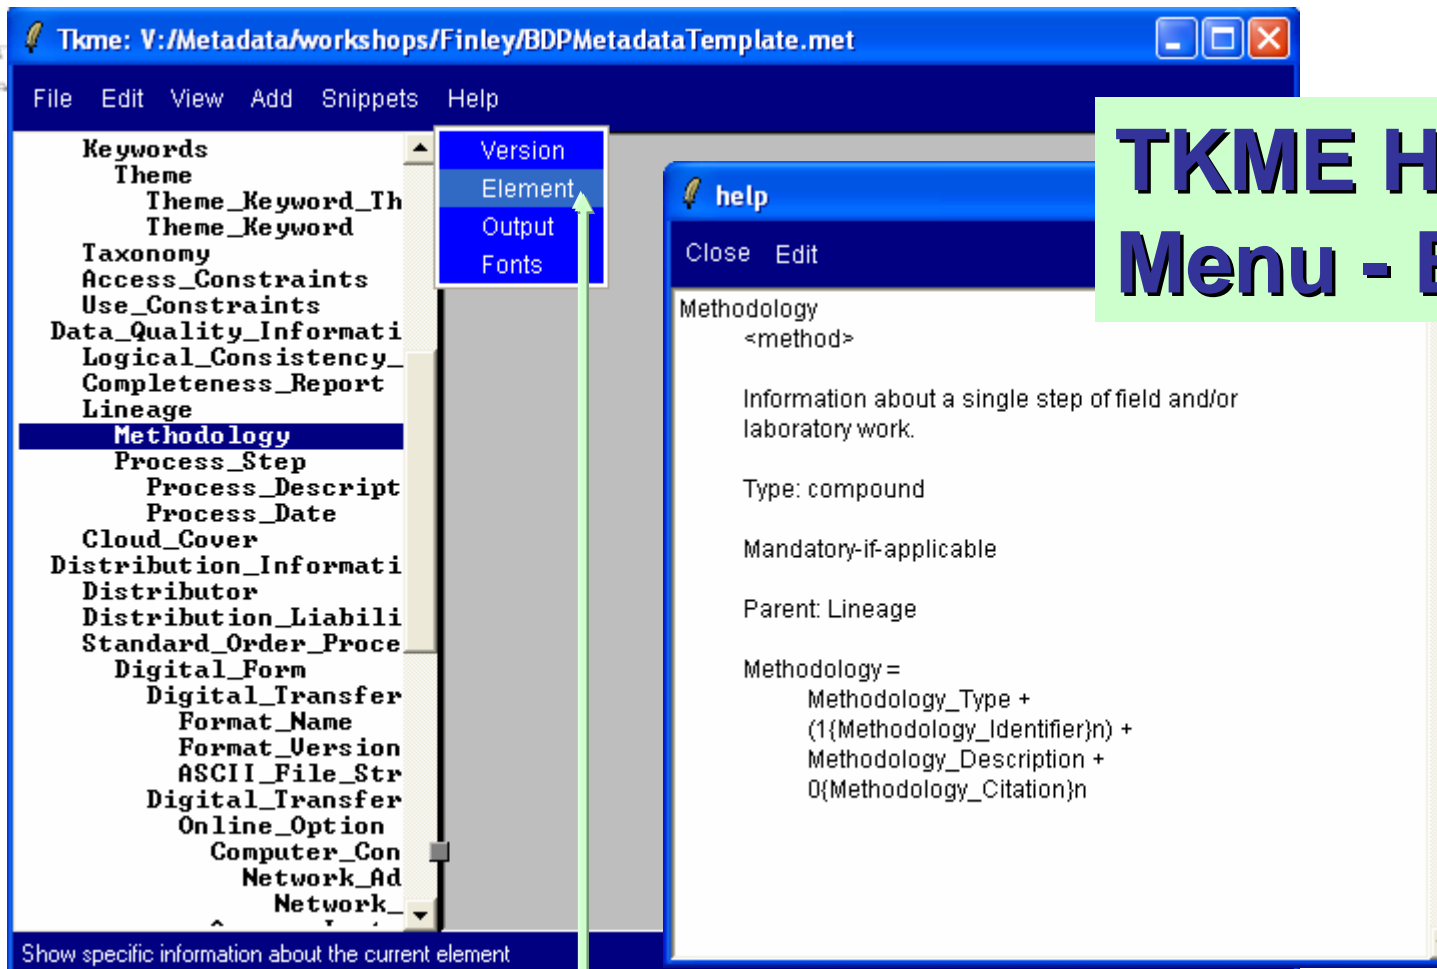 Tkme: V:/Metadata/workshops/Finley/BDPMetadataTemplate.met
File Edit View Add Snippets Help
Keywords
Theme
Theme_Keyword_Th
Theme_Keyword
Taxonomy
Access_Constraints
Use_Constraints
Data_Quality_Informati
Logical_Consistency_
Completeness_Report
Lineage
Methodology
Process_Step
Process_Descript
Process_Date
Cloud_Cover
Distribution_Informati
Distributor
Distribution_Liabili
Standard_Order_Proce
Digital_Form
Digital_Transfer
Format_Name
Format_Version
ASCII_File_Str
Digital_Transfer
Online_Option
Computer_Con
Network_Ad
Network_
Show specific information about the current element
Version
Element
Output
Fonts
TKME H
Menu - E
help
Close Edit
Methodology
<method>
Information about a single step of field and/or
laboratory work.
Type: compound
Mandatory-if-applicable
Parent: Lineage
Methodology =
Methodology_Type +
(1{Methodology_Identifier}n) +
Methodology_Description +
0{Methodology_Citation}n